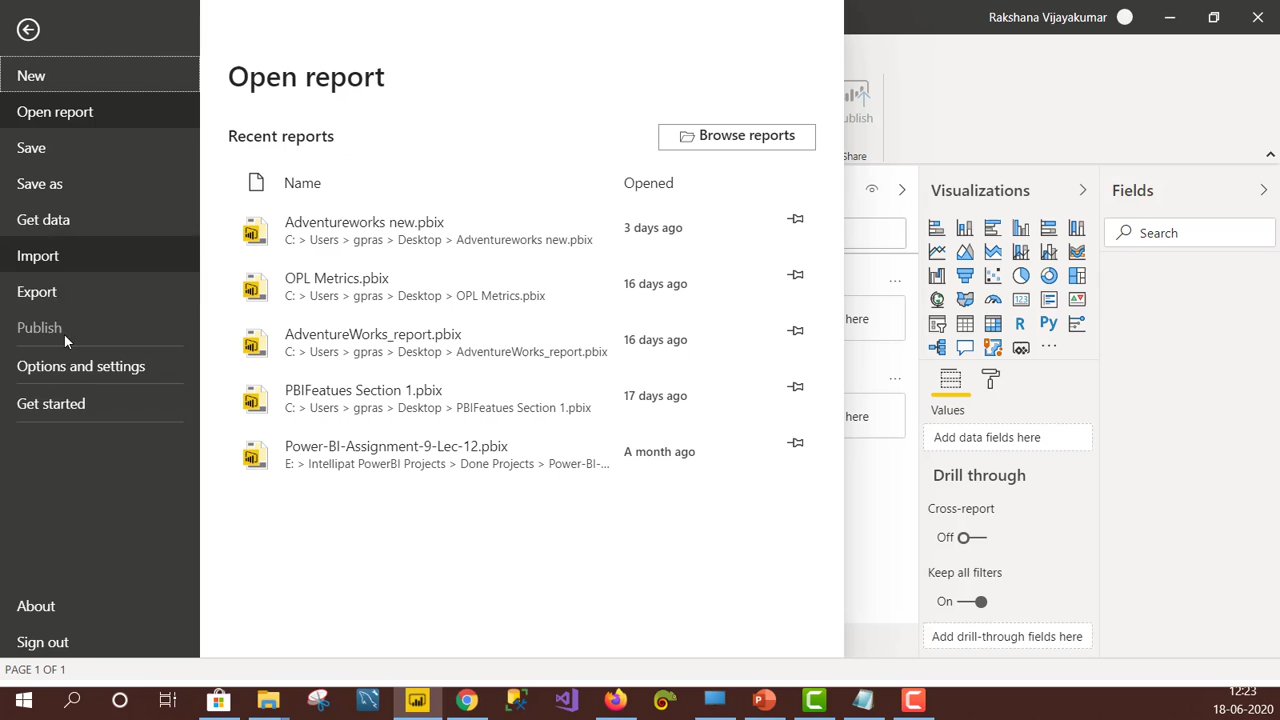 Rakshana Vijayakumar
New
Open report
Save
Save as
Get data
Import
Export
Publish
Options and settings
Get started
About
Sign out
Open report
Recent reports
Browse reports
Name
Opened
Adventureworks new.pbix
C: > Users > gpras > Desktop > Adventureworks new.pbix
3 days ago
OPL Metrics.pbix
C: > Users > gpras > Desktop > OPL Metrics.pbix
16 days ago
AdventureWorks_report.pbix
C: > Users > gpras > Desktop > AdventureWorks_report.pbix
16 days ago
PBIFeatues Section 1.pbix
C: > Users > gpras > Desktop > PBIFeatues Section 1.pbix
17 days ago
Power-BI-Assignment-9-Lec-12.pbix
E: > Intellipat PowerBI Projects > Done Projects > Power-BI-...
A month ago
ublish
Share
here
here
Visualizations
R
Py
123
Values
Add data fields here
Drill through
Cross-report
Off
Keep all filters
On
Add drill-through fields here
Fields
Search
PAGE 1 OF 1
12:23
18-06-2020